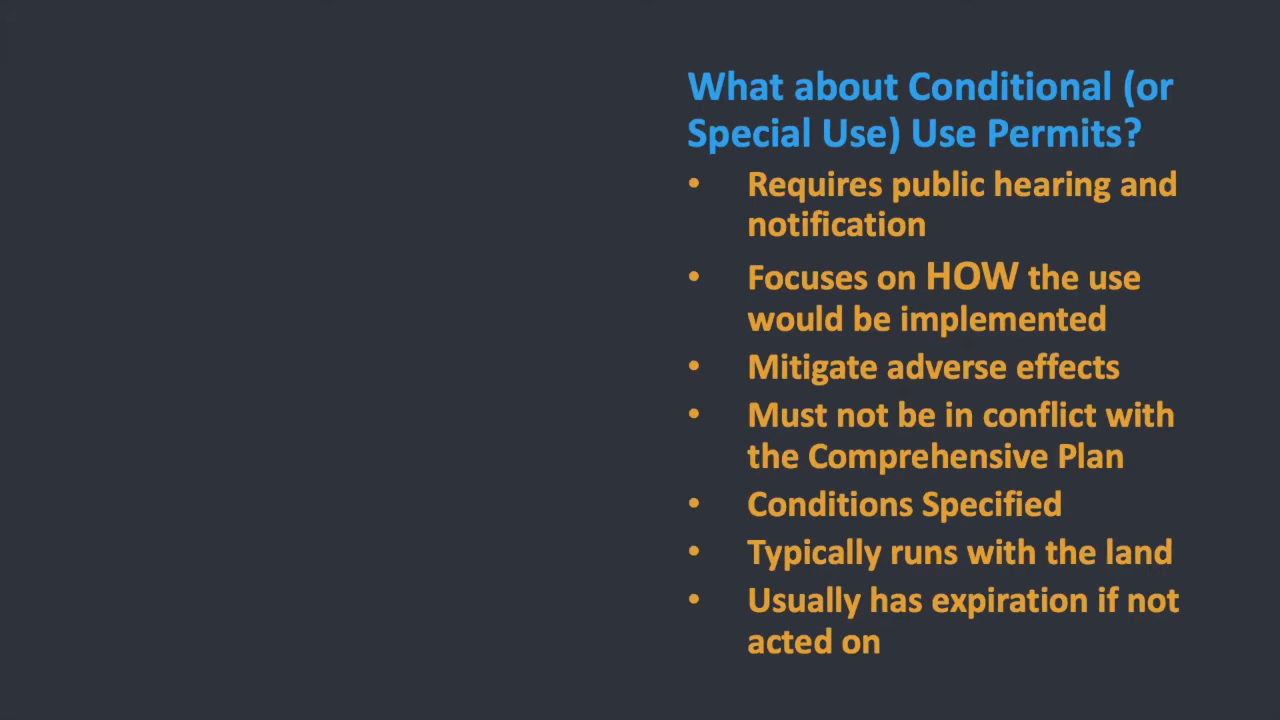 What about Conditional (or
Special Use) Use Permits?
• Requires public hearing and
notification
• Focuses on HOW the use
would be implemented
• Mitigate adverse effects
• Must not be in conflict with
the Comprehensive Plan
• Conditions Specified
• Typically runs with the land
• Usually has expiration if not
acted on